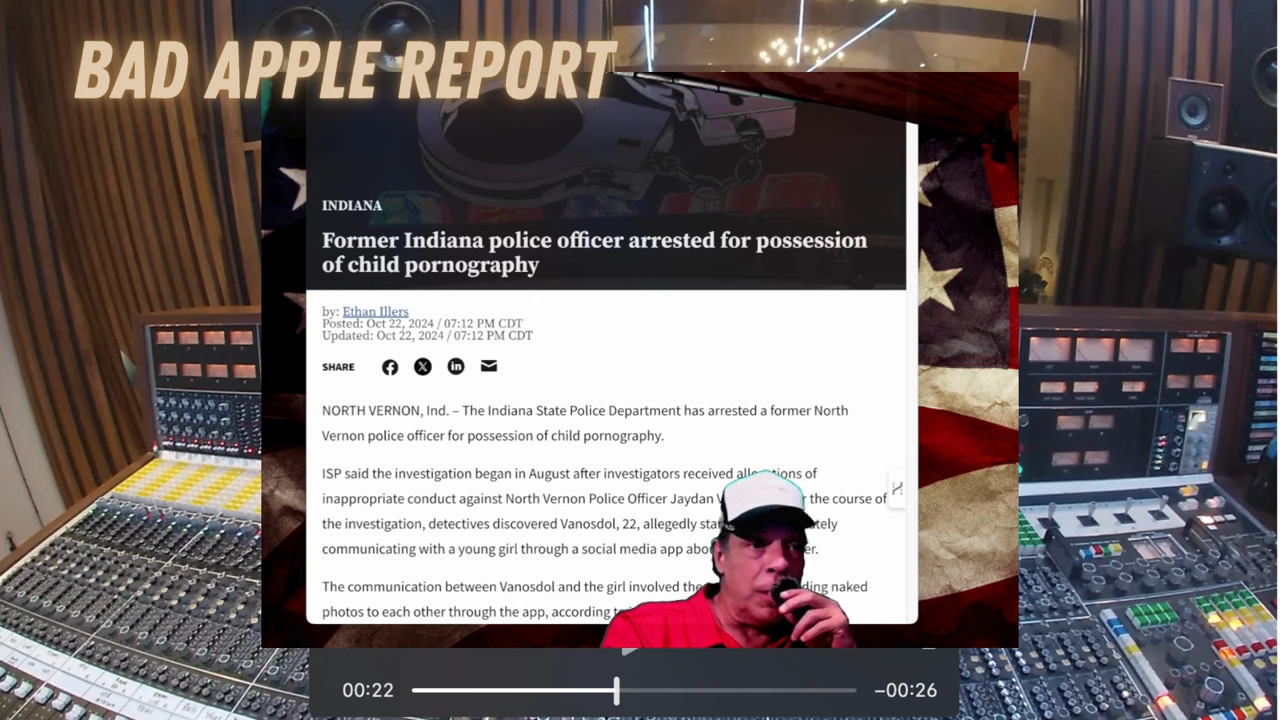 BAD APPLE REPORT
INDIANA
Former Indiana police officer arrested for possession
of child pornography
by: Ethan Illers
Posted: Oct 22, 2024 / 07:12 PM CDT
Updated: Oct 22, 2024 / 07:12 PM CDT
SHARE
NORTH VERNON, Ind. – The Indiana State Police Department has arrested a former North
Vernon police officer for possession of child pornography.
ISP said the investigation began in August after investigators received
inappropriate conduct against North Vernon Police Officer Jaydan the course of
the investigation, detectives discovered Vanosdol, 22, allegedly
communicating with a young girl through a social media app
The communication between Vanosdol and the girl involved naked
photos to each other through the app, according
00:22
−00:26